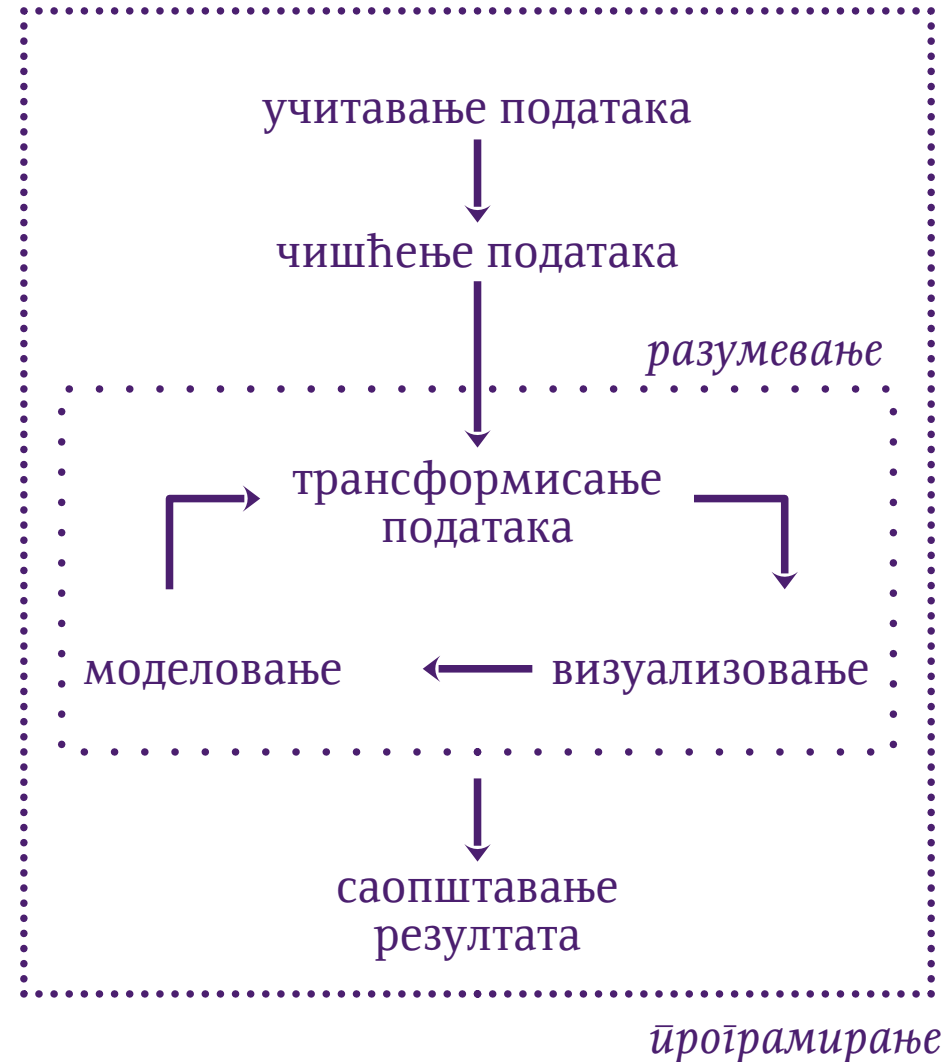 учитавање података
чишћење података
разумевање
трансформисање
података
моделовање
визуализовање
саопштавање
резултата
програмирање